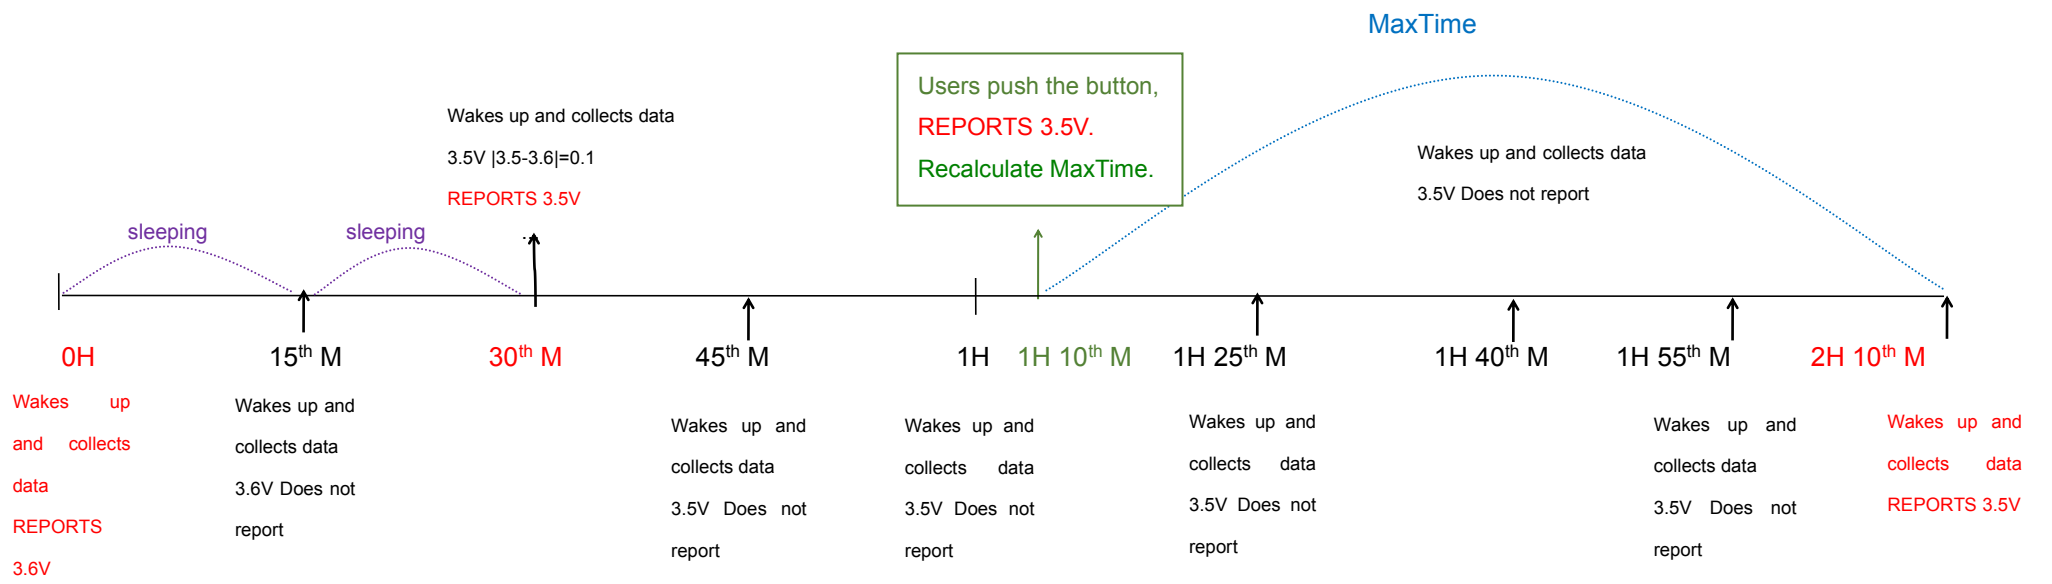 MaxTime
Users push the button,
REPORTS 3.5V.
Recalculate MaxTime.
Wakes up and collects data
3.5V |3.5-3.6|=0.1
REPORTS 3.5V
Wakes up and collects data
3.5V Does not report
sleeping
sleeping
0H
15th M
30th M
45th M
1H
1H 10th M
1H 25th M
1H 40th M
1H 55th M
2H 10th M
Wakes up
and collects
data
REPORTS
3.6V
Wakes up and
collects data
3.6V Does not
report
Wakes up and
collects data
3.5V Does not
report
Wakes up and
collects data
3.5V Does not
report
Wakes up and
collects data
3.5V Does not
report
Wakes up and
collects data
3.5V Does not
report
Wakes up and
collects data
REPORTS 3.5V